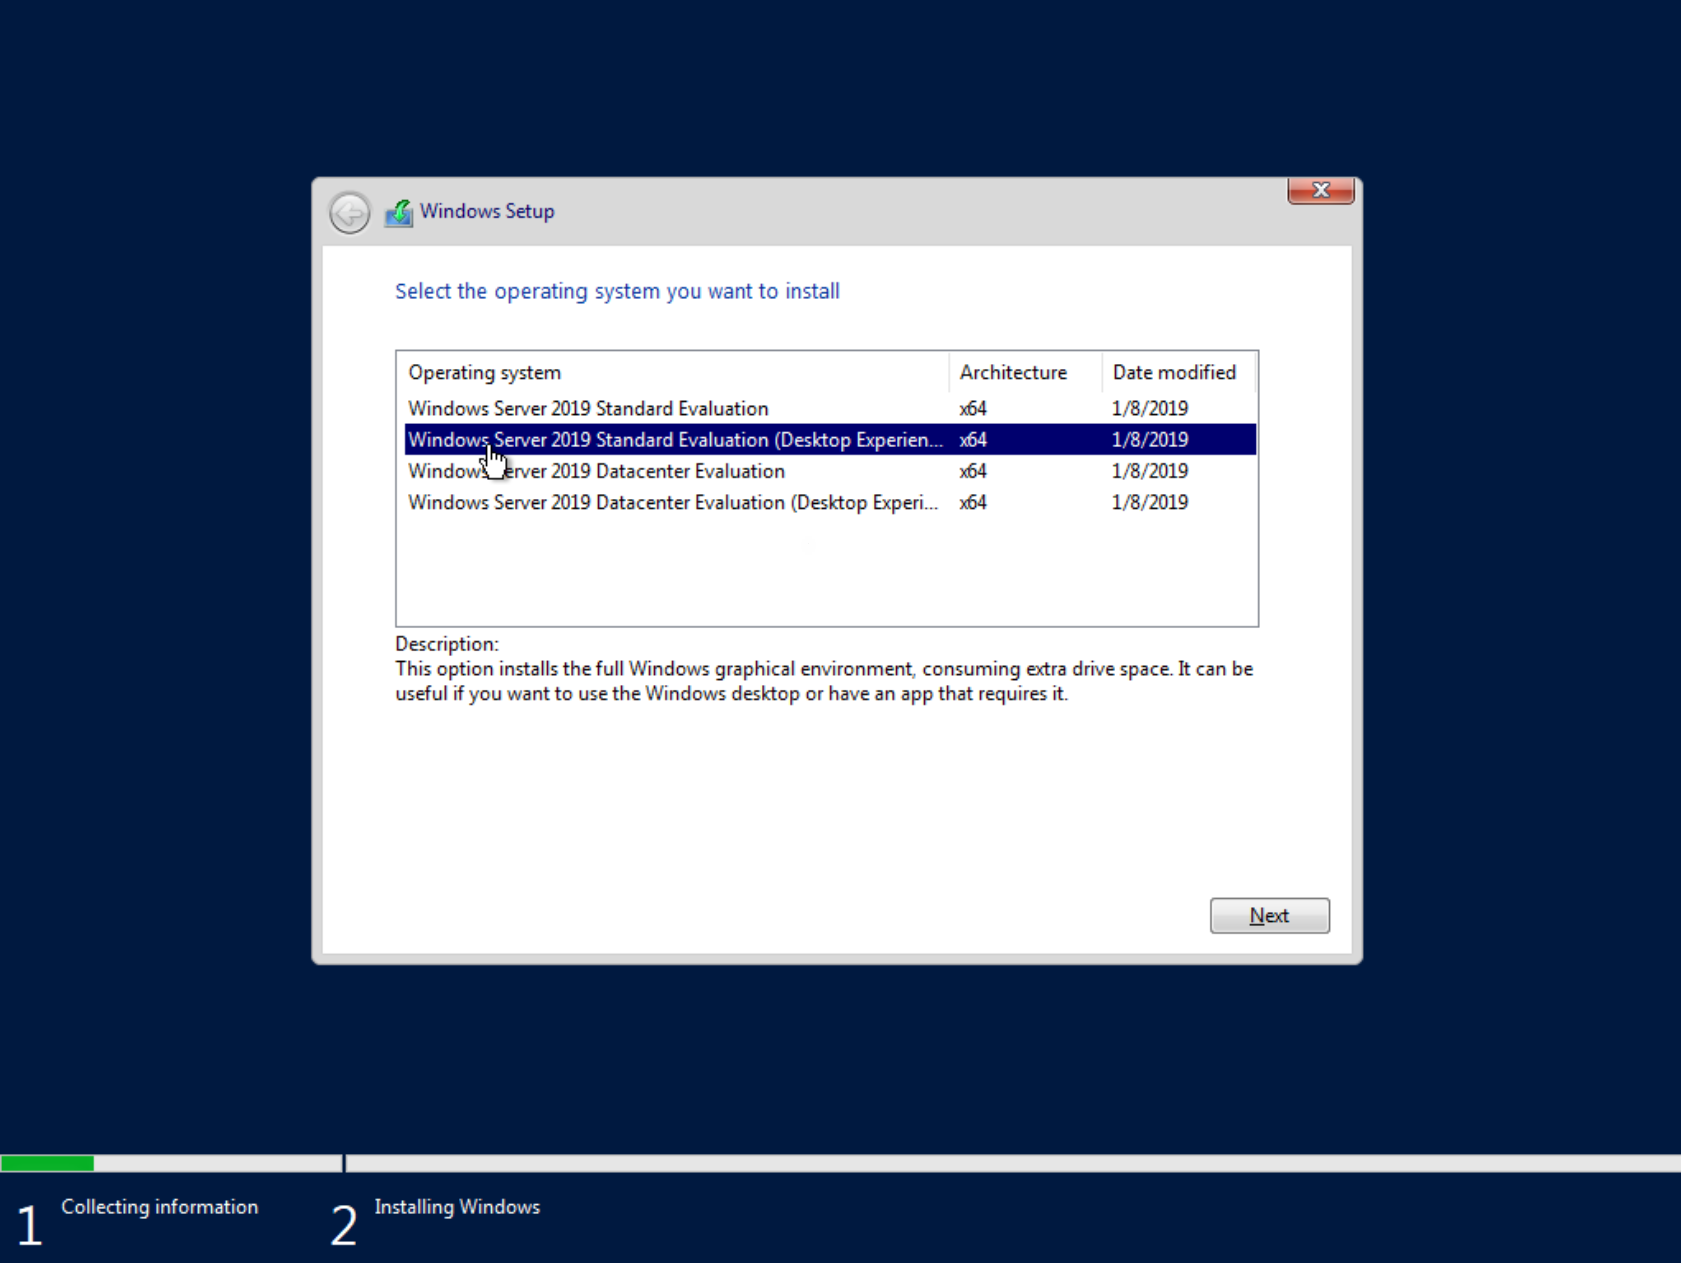 Windows Setup
X
Select the operating system you want to install
Operating system Architecture Date modified
Windows Server 2019 Standard Evaluation x64 1/8/2019
Windows Server 2019 Standard Evaluation (Desktop Experien... x64 1/8/2019
Windows Server 2019 Datacenter Evaluation x64 1/8/2019
Windows Server 2019 Datacenter Evaluation (Desktop Experi... x64 1/8/2019
Description:
This option installs the full Windows graphical environment, consuming extra drive space. It can be
useful if you want to use the Windows desktop or have an app that requires it.
Next
1 Collecting information 2 Installing Windows